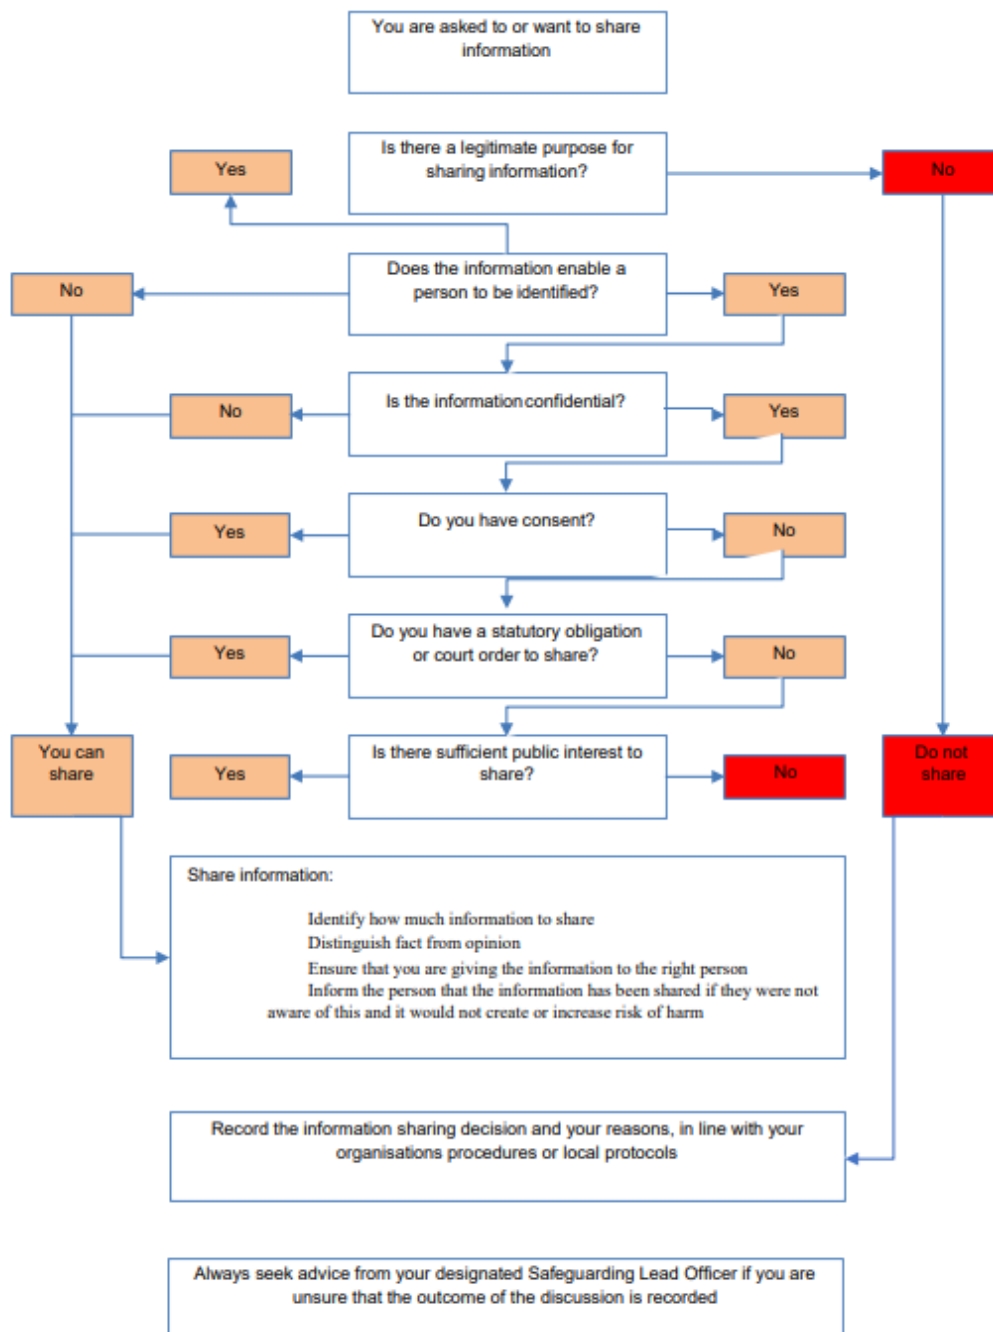 You are asked to or want to share
information
Is there a legitimate purpose for
sharing information?
Yes
No
Does the information enable a
person to be identified?
No
Yes
Is the information confidential?
No
Yes
Do you have consent?
Yes
No
Do you have a statutory obligation
or court order to share?
Yes
No
You can
share
Is there sufficient public interest to
share?
Yes
No
Do not
share
Share information:
Identify how much information to share
Distinguish fact from opinion
Ensure that you are giving the information to the right person
Inform the person that the information has been shared if they were not
aware of this and it would not create or increase risk of harm
Record the information sharing decision and your reasons, in line with your
organisations procedures or local protocols
Always seek advice from your designated Safeguarding Lead Officer if you are
unsure that the outcome of the discussion is recorded